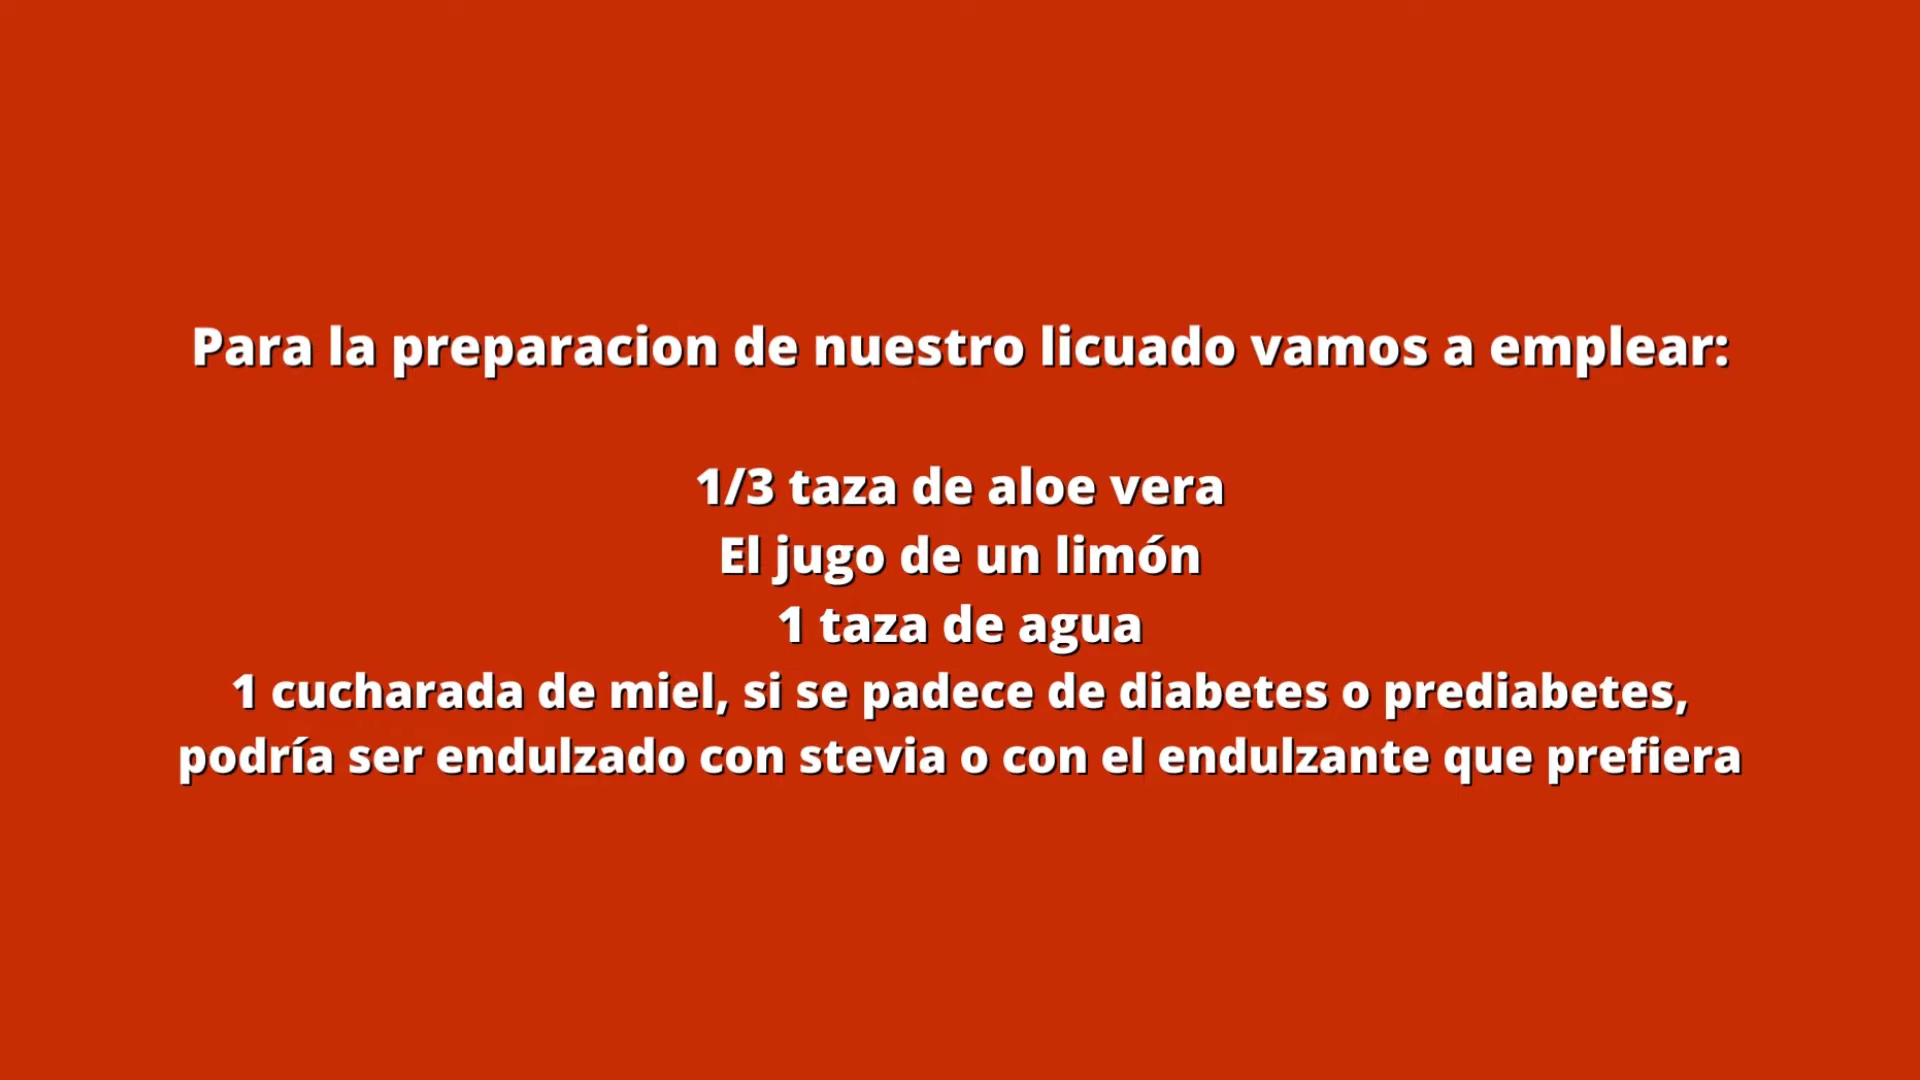 Para la preparacion de nuestro licuado vamos a emplear:
1/3 taza de aloe vera
El jugo de un limón
1 taza de agua
1 cucharada de miel, si se padece de diabetes o prediabetes,
podría ser endulzado con stevia o con el endulzante que prefiera